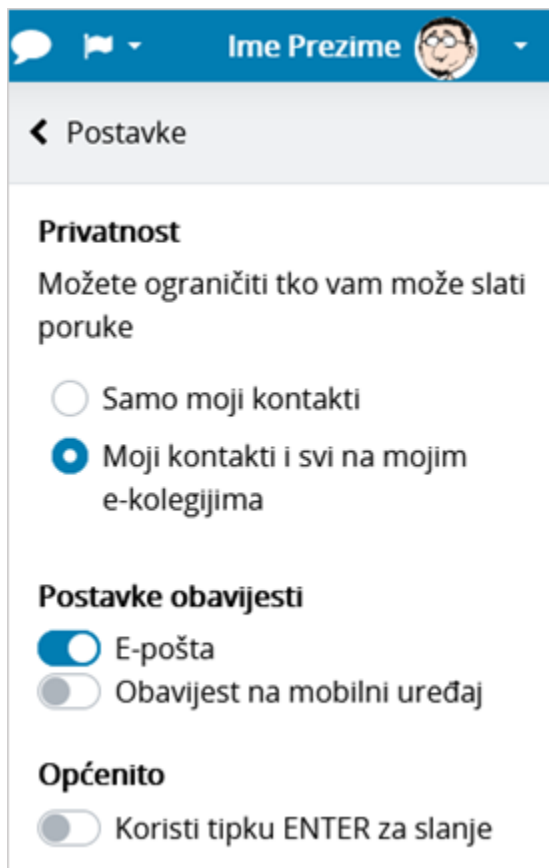 Ime Prezime
Postavke
Privatnost
Možete ograničiti tko vam može slati
poruke
Samo moji kontakti
Moji kontakti i svi na mojim
e-kolegijima
Postavke obavijesti
E-pošta
Obavijest na mobilni uređaj
Općenito
Koristi tipku ENTER za slanje